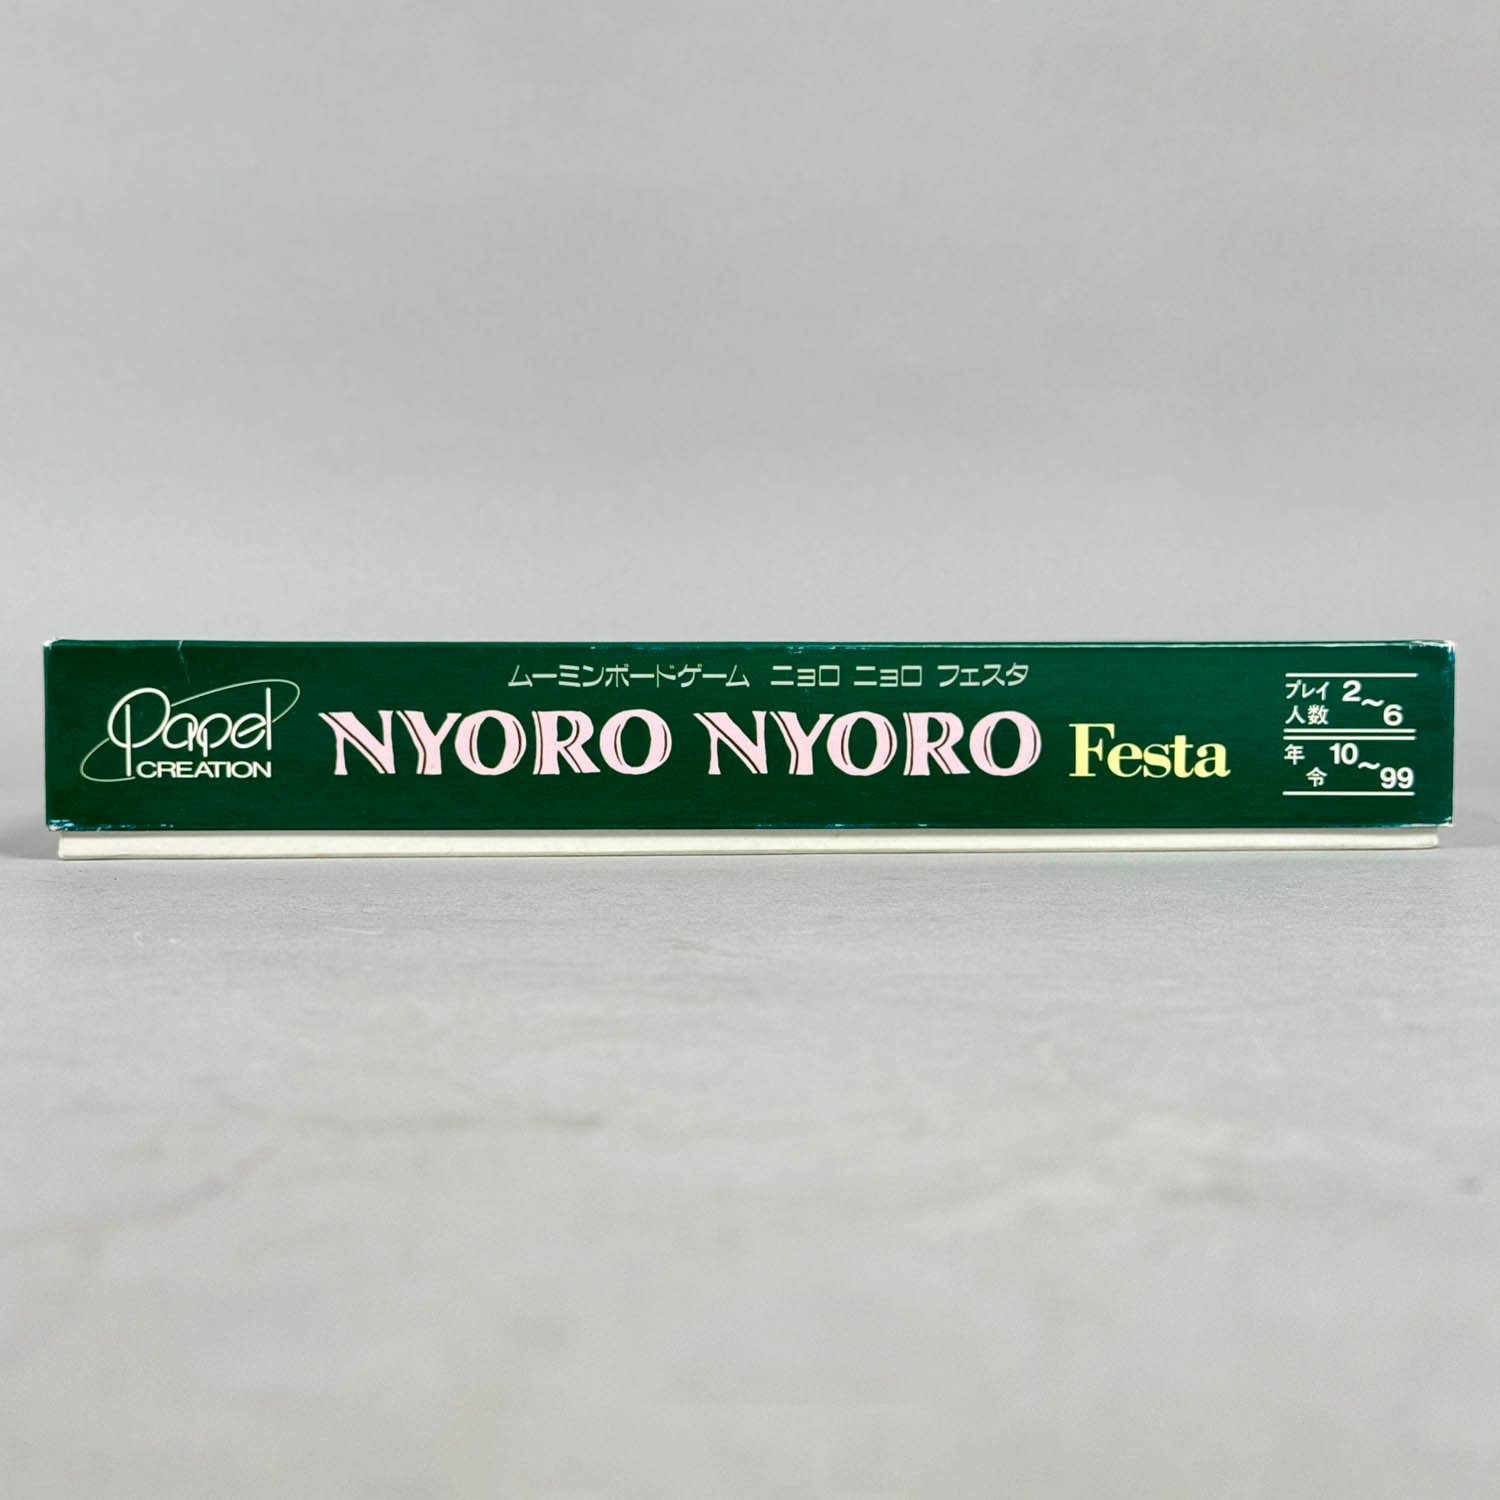 Papel
CREATION
ムーミンボードゲーム ニョロ ニョロ フェスタ
NYORO NYORO Festa
プレイ人数 2〜6
年令 10〜99